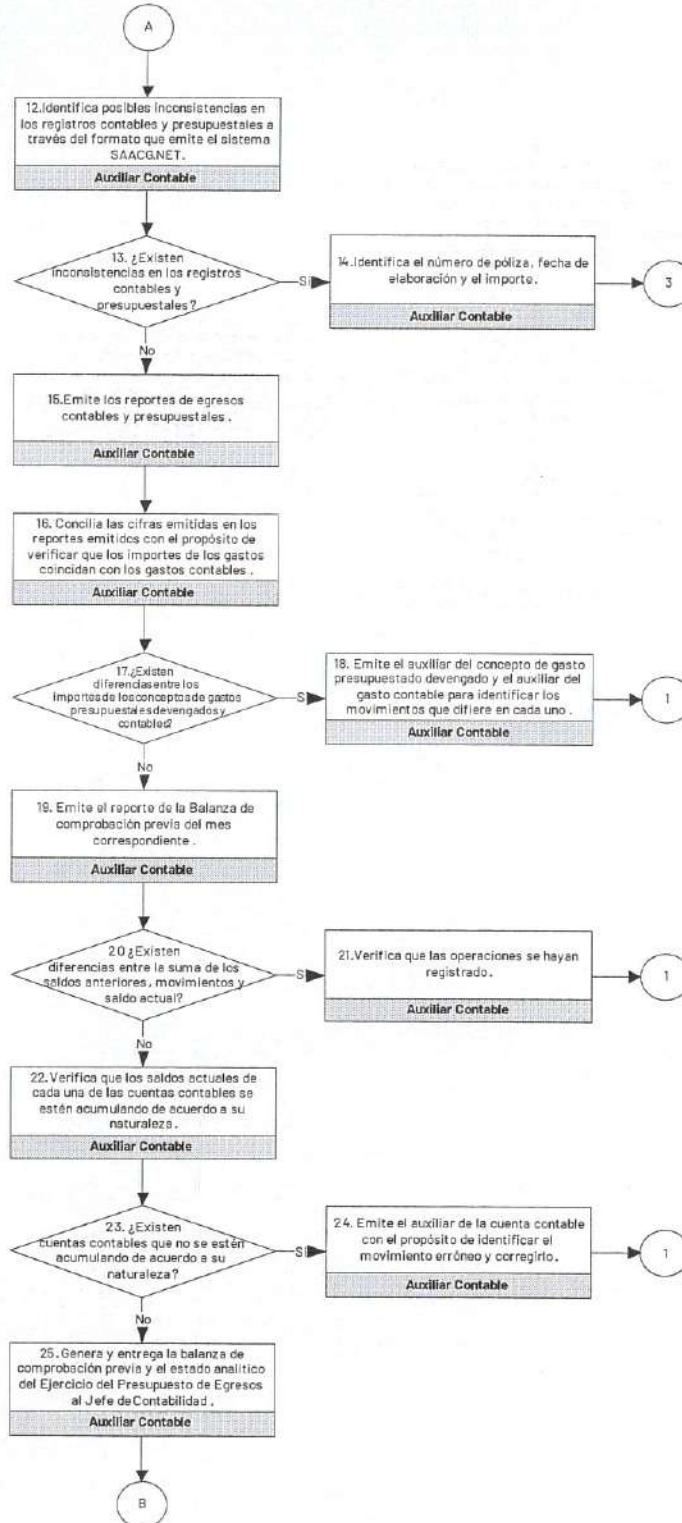 A
12.Identifica posibles inconsistencias en
los registros contables y presupuestales a
través del formato que emite el sistema
SAACG.NET.
Auxiliar Contable
13. ¿Existen
inconsistencias en los registros
contables y
presupuestales?
Si
14.Identifica el número de póliza, fecha de
elaboración y el importe.
Auxiliar Contable
3
No
15.Emite los reportes de egresos
contables y presupuestales .
Auxiliar Contable
16. Concilia las cifras emitidas en los
reportes emitidos con el propósito de
verificar que los importes de los gastos
coincidan con los gastos contables .
Auxiliar Contable
17.¿Existen
diferencias entre los
importes de los conceptos de gastos
presupuestales devengados y
contables?
Si
18. Emite el auxiliar del concepto de gasto
presupuestado devengado y el auxiliar del
gasto contable para identificar los
movimientos que difiere en cada uno .
Auxiliar Contable
1
No
19. Emite el reporte de la Balanza de
comprobación previa del mes
correspondiente .
Auxiliar Contable
20 ¿Existen
diferencias entre la suma de los
saldos anteriores, movimientos y
saldo actual?
Si
21.Verifica que las operaciones se hayan
registrado.
Auxiliar Contable
1
No
22.Verifica que los saldos actuales de
cada una de las cuentas contables se
estén acumulando de acuerdo a su
naturaleza.
Auxiliar Contable
23. ¿Existen
cuentas contables que no se estén
acumulando de acuerdo a su
naturaleza?
Si
24. Emite el auxiliar de la cuenta contable
con el propósito de identificar el
movimiento erróneo y corregirlo.
Auxiliar Contable
1
No
25.Genera y entrega la balanza de
comprobación previa y el estado analítico
del Ejercicio del Presupuesto de Egresos
al Jefe de Contabilidad .
Auxiliar Contable
B